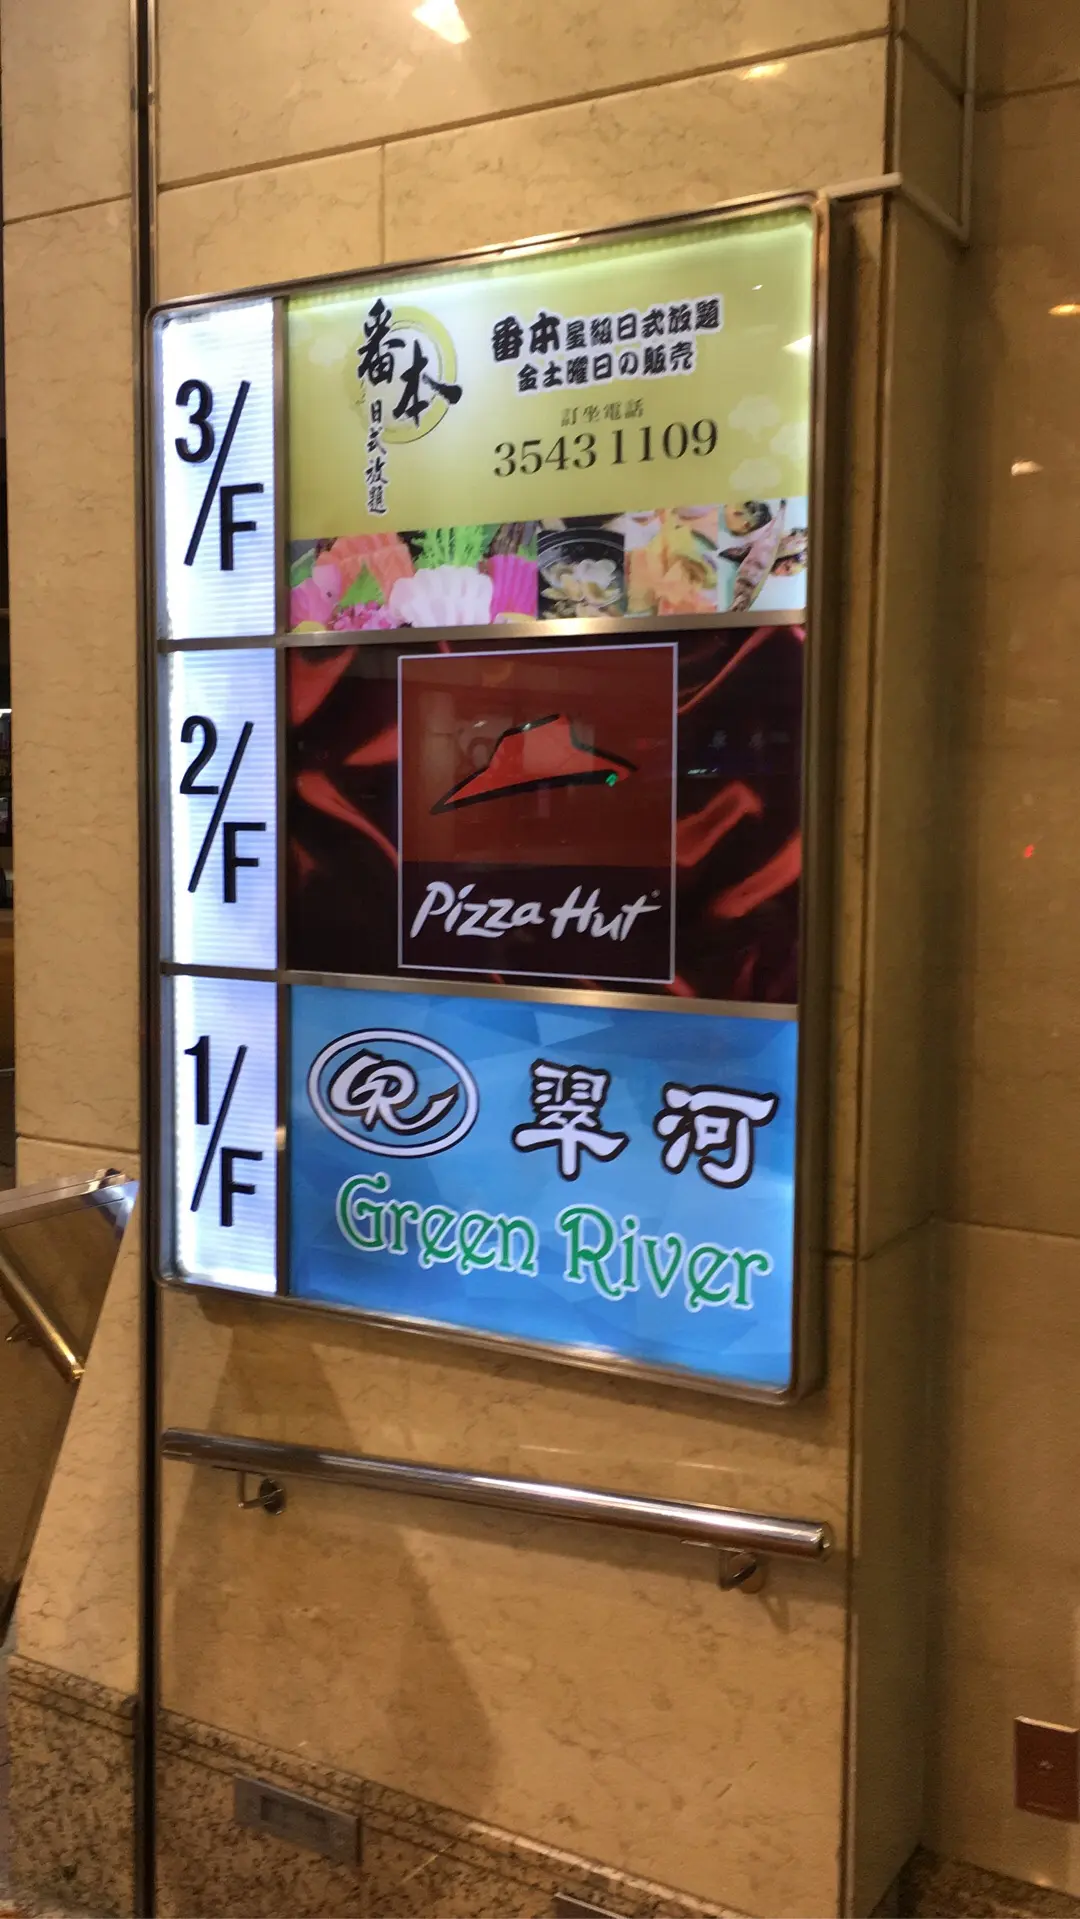 3/F
番本
日式放題
番本星級日式放題
金土曜日の販売
訂坐電話
3543 1109
2/F
Pizza Hut
1/F
GR
翠河
Green River